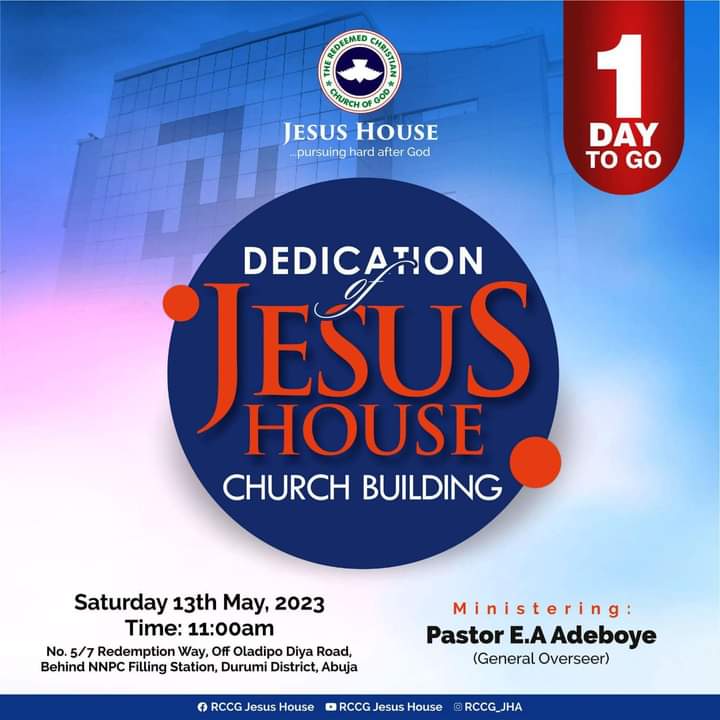 THE REDEEMED CHRISTIAN
CHURCH OF GOD
JESUS HOUSE
...pursuing hard after God
1
DAY
TO GO
DEDICATION
of
JESUS
HOUSE
CHURCH BUILDING
Saturday 13th May, 2023
Time: 11:00am
No. 5/7 Redemption Way, Off Oladipo Diya Road,
Behind NNPC Filling Station, Durumi District, Abuja
Ministering:
Pastor E.A Adeboye
(General Overseer)
RCCG Jesus House RCCG Jesus House RCCG_JHA